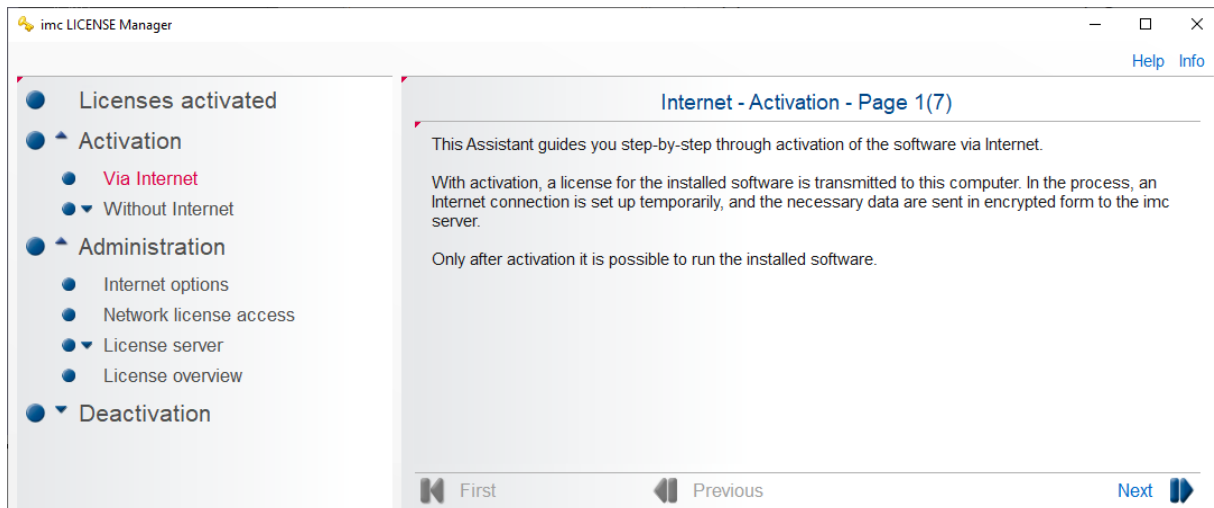 imc LICENSE Manager
Help Info
Licenses activated
Activation
Via Internet
Without Internet
Administration
Internet options
Network license access
License server
License overview
Deactivation
Internet - Activation - Page 1(7)
This Assistant guides you step-by-step through activation of the software via Internet.
With activation, a license for the installed software is transmitted to this computer. In the process, an
Internet connection is set up temporarily, and the necessary data are sent in encrypted form to the imc
server.
Only after activation it is possible to run the installed software.
First Previous Next